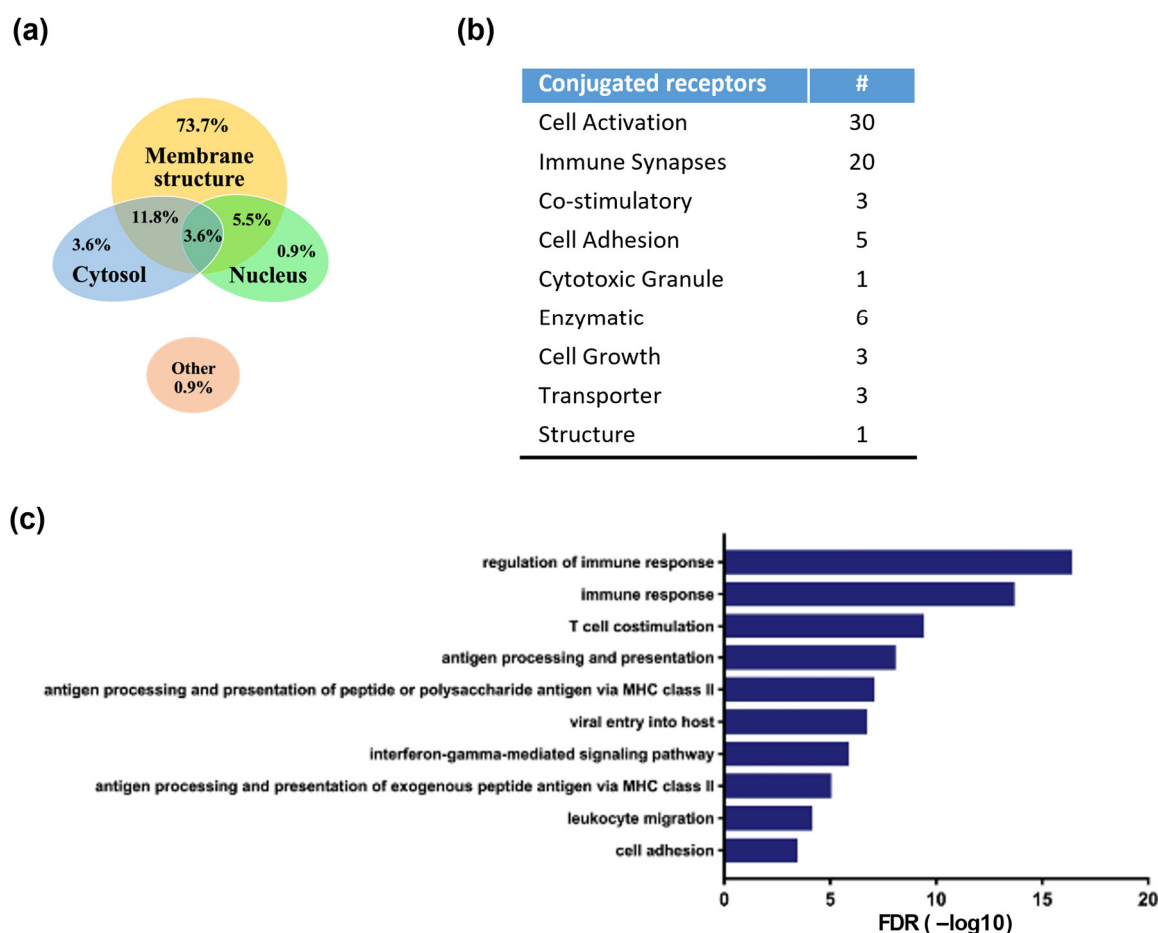 (a)
73.7%
Membrane
structure
11.8%
5.5%
3.6%
3.6%
0.9%
Cytosol
Nucleus
Other
0.9%
(b)
Conjugated receptors #
Cell Activation 30
Immune Synapses 20
Co-stimulatory 3
Cell Adhesion 5
Cytotoxic Granule 1
Enzymatic 6
Cell Growth 3
Transporter 3
Structure 1
(c)
regulation of immune response
immune response
T cell costimulation
antigen processing and presentation
antigen processing and presentation of peptide or polysaccharide antigen via MHC class II
viral entry into host
interferon-gamma-mediated signaling pathway
antigen processing and presentation of exogenous peptide antigen via MHC class II
leukocyte migration
cell adhesion
0 5 10 15 20
FDR ( –log10)